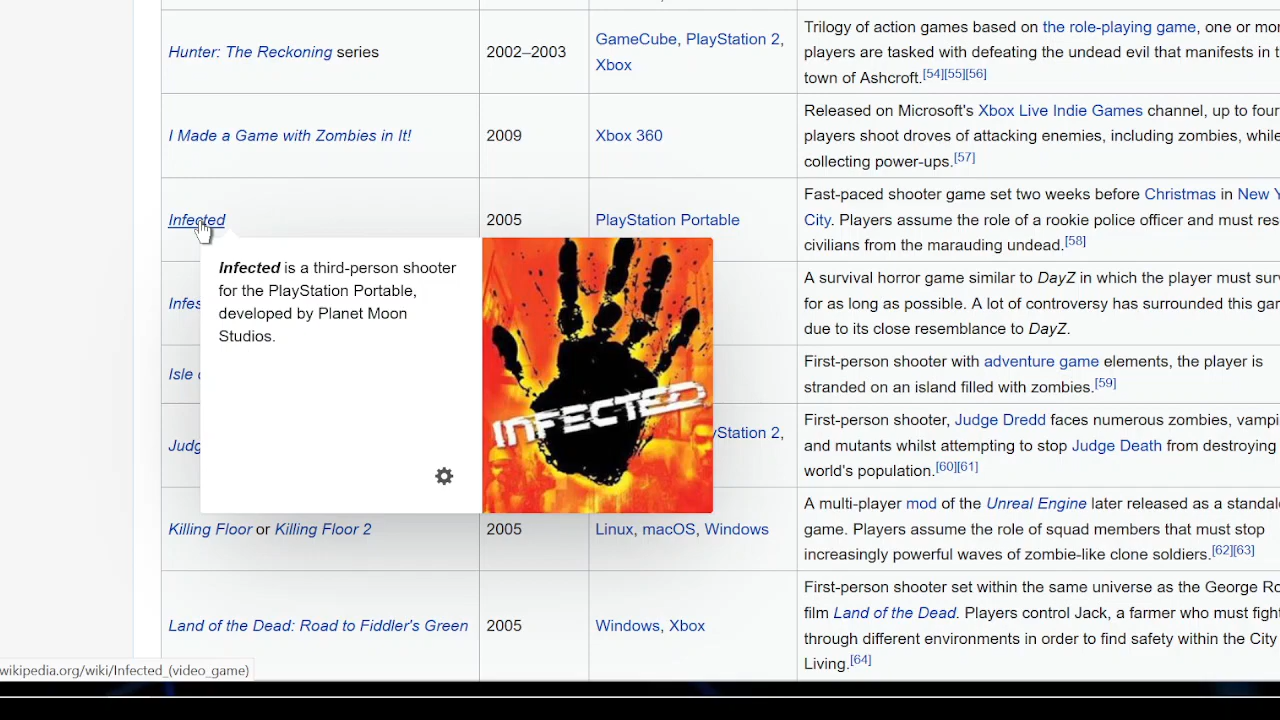 Hunter: The Reckoning series
2002–2003
GameCube, PlayStation 2,
Xbox
Trilogy of action games based on the role-playing game, one or mo
players are tasked with defeating the undead evil that manifests in t
town of Ashcroft.[54][55][56]
I Made a Game with Zombies in It!
2009
Xbox 360
Released on Microsoft's Xbox Live Indie Games channel, up to four
players shoot droves of attacking enemies, including zombies, while
collecting power-ups.[57]
Infected
2005
PlayStation Portable
Fast-paced shooter game set two weeks before Christmas in New Y
City. Players assume the role of a rookie police officer and must res
civilians from the marauding undead.[58]
Infected is a third-person shooter
for the PlayStation Portable,
developed by Planet Moon
Studios.
INFECTED
Infes
A survival horror game similar to DayZ in which the player must surv
for as long as possible. A lot of controversy has surrounded this gam
due to its close resemblance to DayZ.
Isle
First-person shooter with adventure game elements, the player is
stranded on an island filled with zombies.[59]
Judg
yStation 2,
First-person shooter, Judge Dredd faces numerous zombies, vampi
and mutants whilst attempting to stop Judge Death from destroying
world's population.[60][61]
Killing Floor or Killing Floor 2
2005
Linux, macOS, Windows
A multi-player mod of the Unreal Engine later released as a standal
game. Players assume the role of squad members that must stop
increasingly powerful waves of zombie-like clone soldiers.[62][63]
Land of the Dead: Road to Fiddler's Green
2005
Windows, Xbox
First-person shooter set within the same universe as the George Ro
film Land of the Dead. Players control Jack, a farmer who must fight
through different environments in order to find safety within the City
Living.[64]
wikipedia.org/wiki/Infected_(video_game)